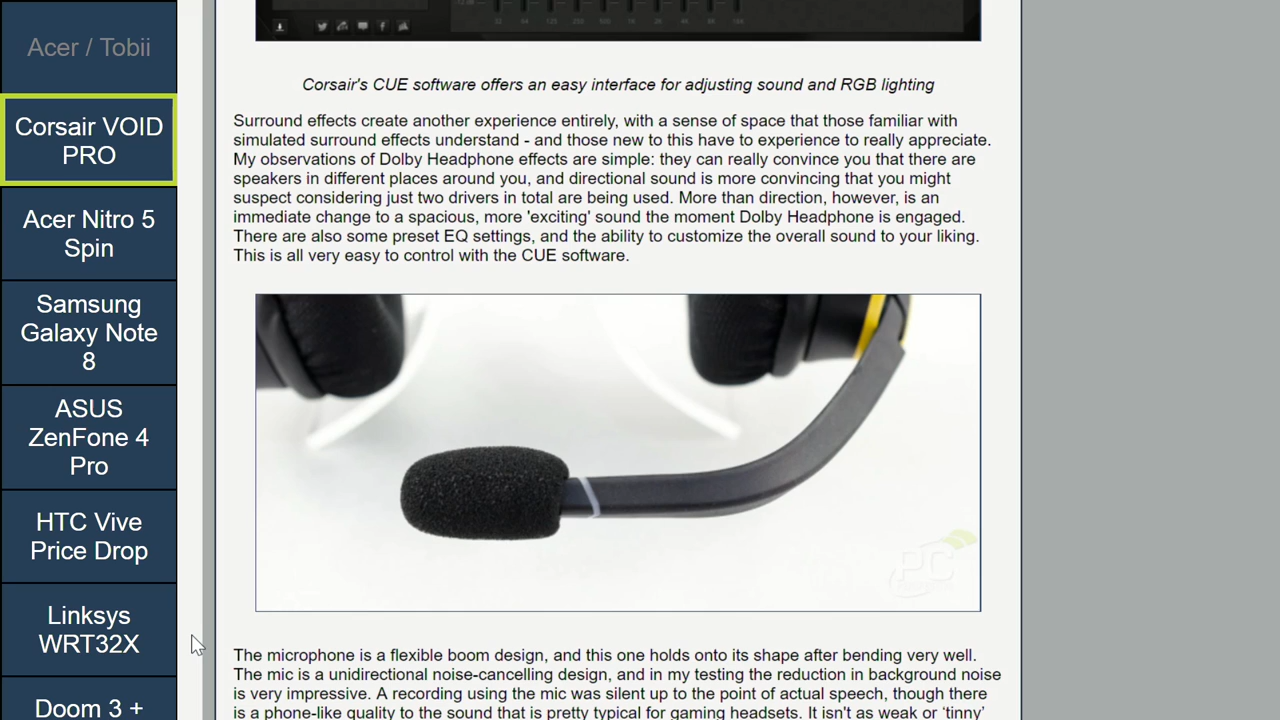 Acer / Tobii
Corsair VOID
PRO
Acer Nitro 5
Spin
Samsung
Galaxy Note
8
ASUS
ZenFone 4
Pro
HTC Vive
Price Drop
Linksys
WRT32X
Doom 3 +
32 64 125 250 500 1K 2K 4K 8K 16K
Corsair's CUE software offers an easy interface for adjusting sound and RGB lighting
Surround effects create another experience entirely, with a sense of space that those familiar with
simulated surround effects understand - and those new to this have to experience to really appreciate.
My observations of Dolby Headphone effects are simple: they can really convince you that there are
speakers in different places around you, and directional sound is more convincing that you might
suspect considering just two drivers in total are being used. More than direction, however, is an
immediate change to a spacious, more 'exciting' sound the moment Dolby Headphone is engaged.
There are also some preset EQ settings, and the ability to customize the overall sound to your liking.
This is all very easy to control with the CUE software.
PC
The microphone is a flexible boom design, and this one holds onto its shape after bending very well.
The mic is a unidirectional noise-cancelling design, and in my testing the reduction in background noise
is very impressive. A recording using the mic was silent up to the point of actual speech, though there
is a phone-like quality to the sound that is pretty typical for gaming headsets. It isn't as weak or ‘tinny’